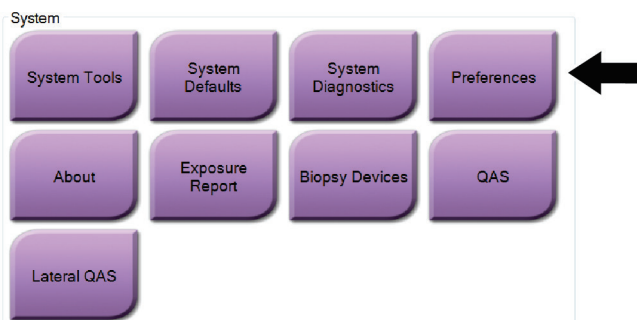 System
System Tools
System
Defaults
System
Diagnostics
Preferences
About
Exposure
Report
Biopsy Devices
QAS
Lateral QAS